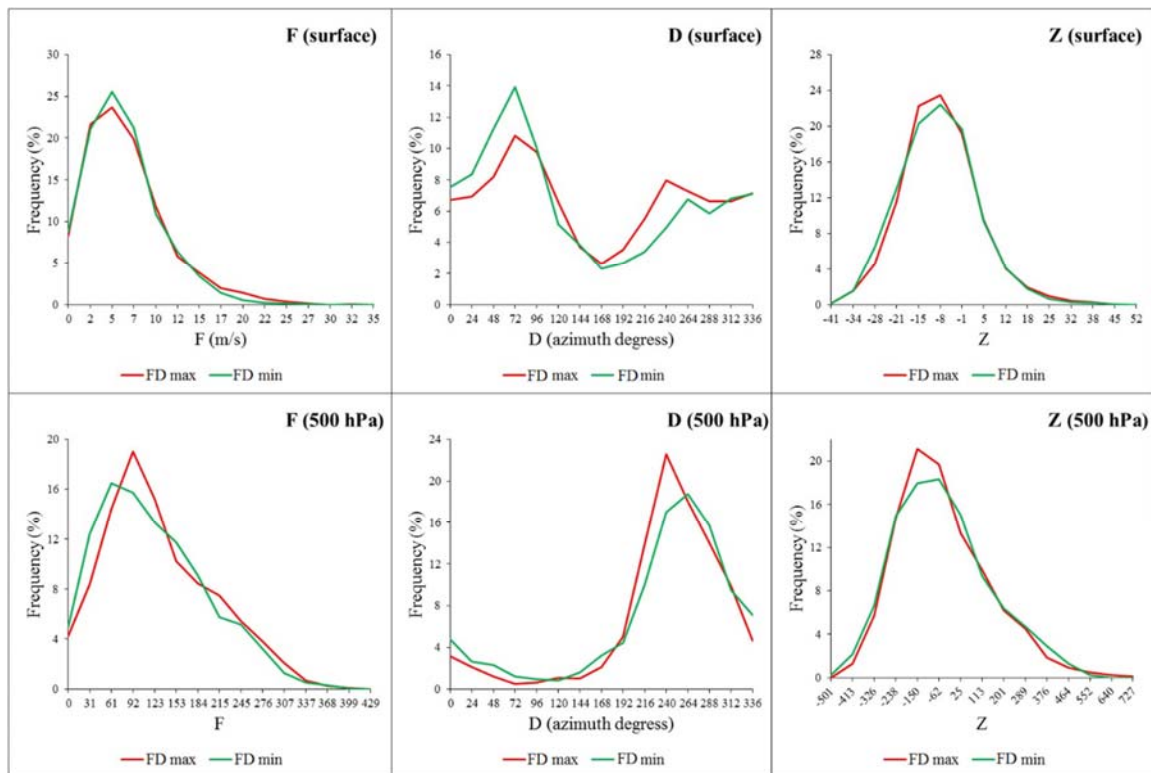 F (surface)
30
25
20
15
10
5
0
Frequency (%)
0 2 5 7 10 12 15 17 20 22 25 27 30 32 35
F (m/s)
FD max FD min
D (surface)
16
14
12
10
8
6
4
2
0
Frequency (%)
0 24 48 72 96 120 144 168 192 216 240 264 288 312 336
D (azimuth degress)
FD max FD min
Z (surface)
28
24
20
16
12
8
4
0
Frequency (%)
-41 -34 -28 -21 -15 -8 -1 5 12 18 25 32 38 45 52
Z
FD max FD min
F (500 hPa)
20
16
12
8
4
0
Frequency (%)
0 31 61 92 123 153 184 215 245 276 307 337 368 399 429
F
FD max FD min
D (500 hPa)
24
20
16
12
8
4
0
Frequency (%)
0 24 48 72 96 120 144 168 192 216 240 264 288 312 336
D (azimuth degress)
FD max FD min
Z (500 hPa)
20
16
12
8
4
0
Frequency (%)
-501 -413 -326 -238 -150 -62 25 113 201 289 376 464 552 640 727
Z
FD max FD min